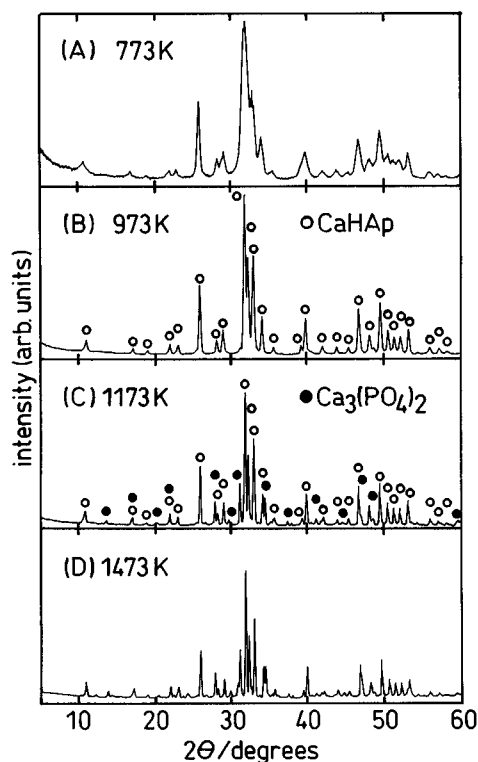 (A) 773K
(B) 973K
○ CaHAp
(C) 1173K
● Ca₃(PO₄)₂
(D) 1473K
intensity (arb. units)
10 20 30 40 50 60
2Θ/degrees